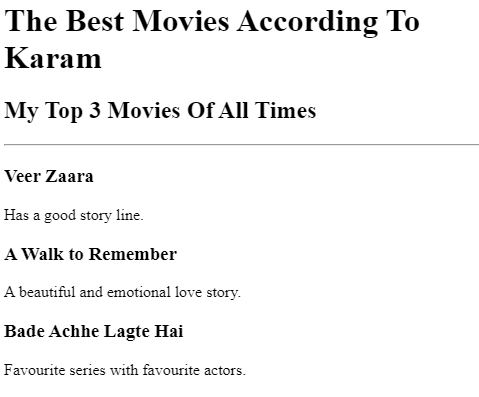 The Best Movies According To
Karam
My Top 3 Movies Of All Times
Veer Zaara
Has a good story line.
A Walk to Remember
A beautiful and emotional love story.
Bade Achhe Lagte Hai
Favourite series with favourite actors.